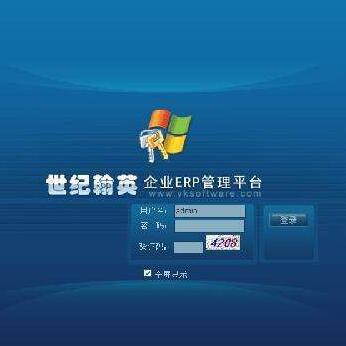 世纪翰英 企业ERP管理平台
www.vksoftware.com
用户名 admin
密 码
验证码 4208
登录
全屏显示